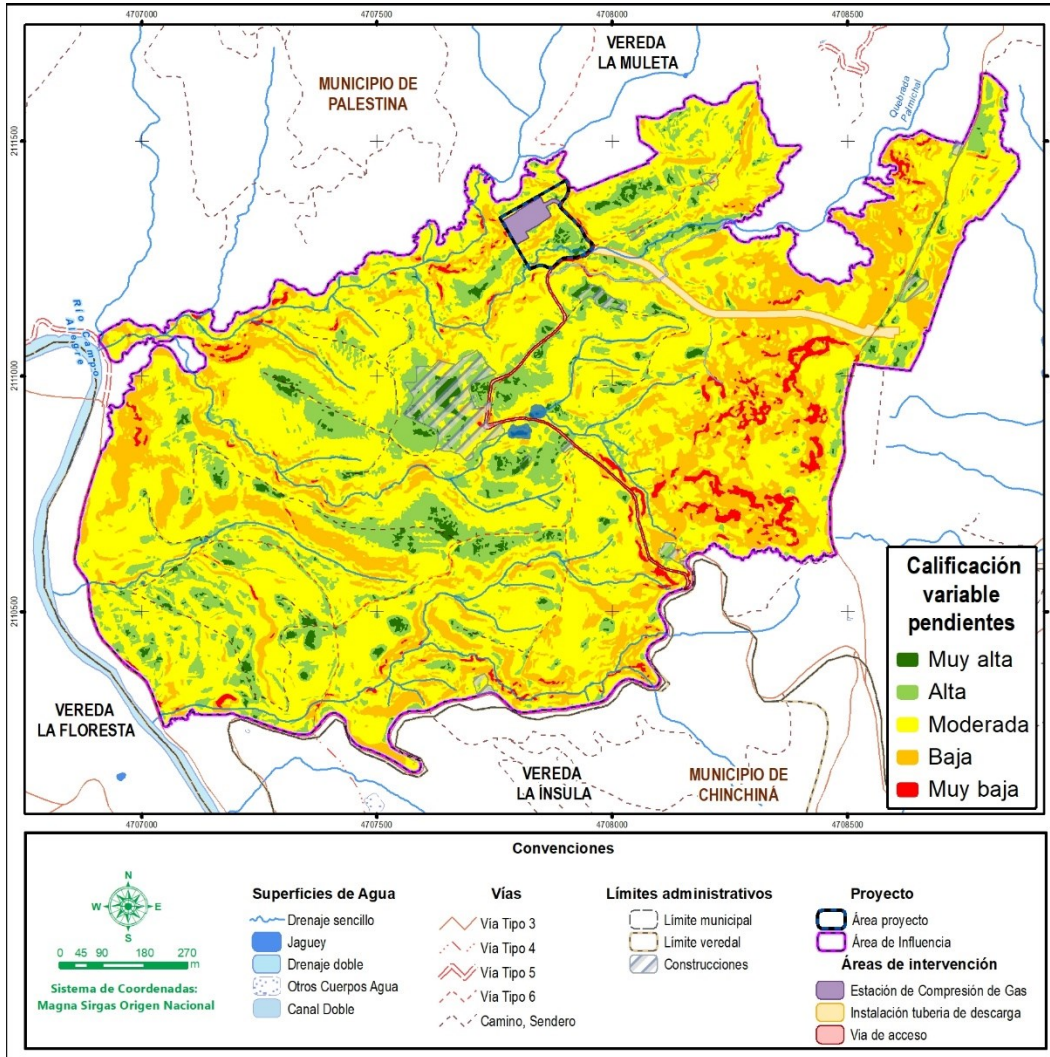 4707000
4707500
4708000
4708500
2111500
2111000
2110500
VEREDA
LA MULETA
MUNICIPIO DE
PALESTINA
Quebrada
Palmichal
Río Campo
Alegre
VEREDA
LA FLORESTA
VEREDA
LA ÍNSULA
MUNICIPIO DE
CHINCHINÁ
Calificación
variable
pendientes
Muy alta
Alta
Moderada
Baja
Muy baja
4707000
4707500
4708000
4708500
Convenciones
N
W
E
S
0 45 90 180 270
m
Sistema de Coordenadas:
Magna Sirgas Origen Nacional
Superficies de Agua
Drenaje sencillo
Jaguey
Drenaje doble
Otros Cuerpos Agua
Canal Doble
Vías
Vía Tipo 3
Vía Tipo 4
Vía Tipo 5
Vía Tipo 6
Camino, Sendero
Límites administrativos
Límite municipal
Límite veredal
Construcciones
Proyecto
Área proyecto
Área de Influencia
Áreas de intervención
Estación de Compresión de Gas
Instalación tuberia de descarga
Via de acceso